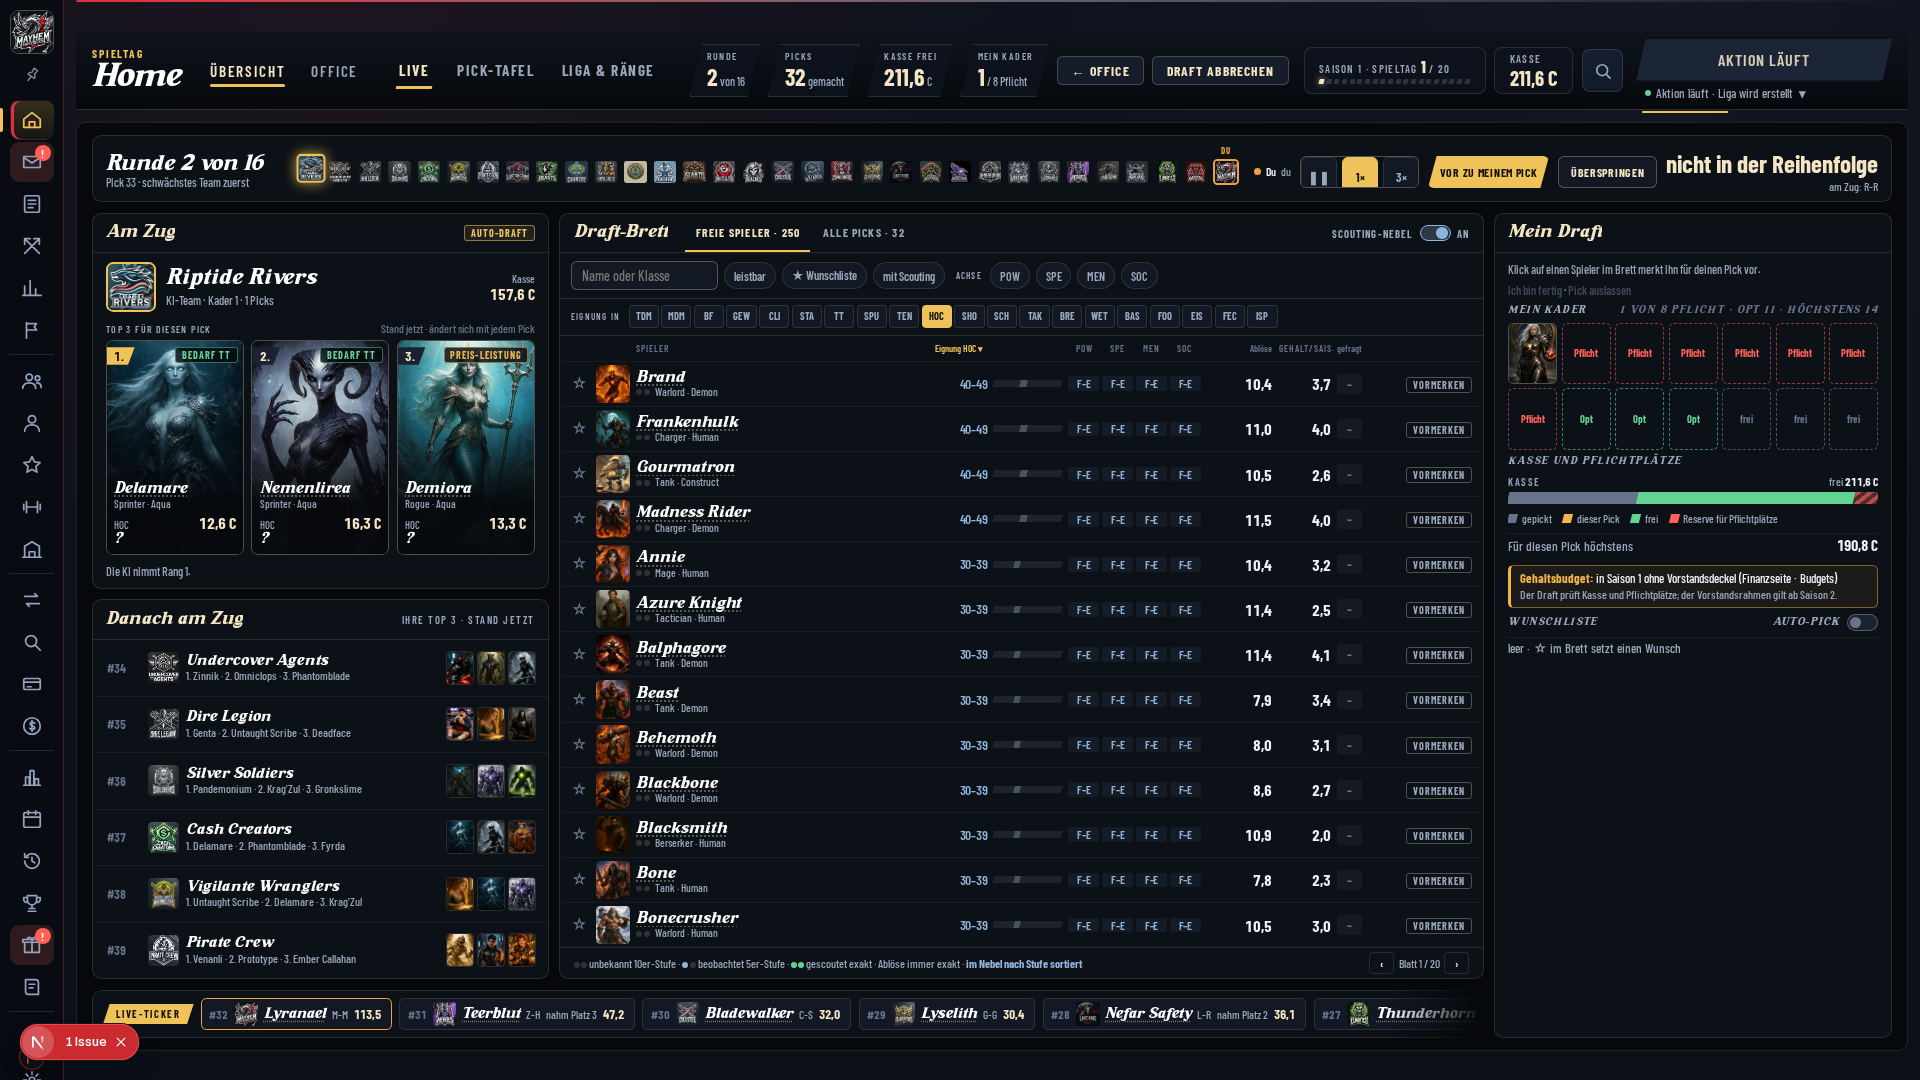 SPIELTAG
Home
ÜBERSICHT
OFFICE
LIVE
PICK-TAFEL
LIGA & RÄNGE
RUNDE
2 von 16
PICKS
32 gemacht
KASSE FREI
211,6 C
MEIN KADER
1 / 8 Pflicht
← OFFICE
DRAFT ABBRECHEN
SAISON 1 · SPIELTAG 1 / 20
KASSE
211,6 C
AKTION LÄUFT
Aktion läuft · Liga wird erstellt ▼
Runde 2 von 16
Pick 33 · schwächstes Team zuerst
DU
Du du
1×
3×
VOR ZU MEINEM PICK
ÜBERSPRINGEN
nicht in der Reihenfolge
am Zug: R-R
Am Zug
AUTO-DRAFT
Riptide Rivers
KI-Team · Kader 1 · 1 Picks
Kasse
157,6 C
TOP 3 FÜR DIESEN PICK
Stand jetzt · ändert sich mit jedem Pick
1.
BEDARF TT
Delamare
Sprinter · Aqua
HOC
?
12,6 C
2.
BEDARF TT
Nemenlirea
Sprinter · Aqua
HOC
?
16,3 C
3.
PREIS-LEISTUNG
Demiora
Rogue · Aqua
HOC
?
13,3 C
Die KI nimmt Rang 1.
Danach am Zug
IHRE TOP 3 · STAND JETZT
#34
Undercover Agents
1. Zinnik · 2. Omniclops · 3. Phantomblade
#35
Dire Legion
1. Genta · 2. Untaught Scribe · 3. Deadface
#36
Silver Soldiers
1. Pandemonium · 2. Krag'Zul · 3. Gronkslime
#37
Cash Creators
1. Delamare · 2. Phantomblade · 3. Fyrda
#38
Vigilante Wranglers
1. Untaught Scribe · 2. Delamare · 3. Krag'Zul
#39
Pirate Crew
1. Venanli · 2. Prototype · 3. Ember Callahan
Draft-Brett
FREIE SPIELER · 250
ALLE PICKS · 32
SCOUTING-NEBEL
AN
Name oder Klasse
leistbar
★ Wunschliste
mit Scouting
ACHSE
POW
SPE
MEN
SOC
EIGNUNG IN
TDM MDM BF GEW CLI STA TT SPU TEN HOC SHO SCH TAK BRE WET BAS FOO EIS FEC ISP
SPIELER
Eignung HOC ▾
POW SPE MEN SOC
Ablöse GEHALT/SAIS. gefragt
☆ Brand 40–49 F–E F–E F–E F–E 10,4 3,7 – VORMERKEN
Warlord · Demon
☆ Frankenhulk 40–49 F–E F–E F–E F–E 11,0 4,0 – VORMERKEN
Charger · Human
☆ Gourmatron 40–49 F–E F–E F–E F–E 10,5 2,6 – VORMERKEN
Tank · Construct
☆ Madness Rider 40–49 F–E F–E F–E F–E 11,5 4,0 – VORMERKEN
Charger · Demon
☆ Annie 30–39 F–E F–E F–E F–E 10,4 3,2 – VORMERKEN
Mage · Human
☆ Azure Knight 30–39 F–E F–E F–E F–E 11,4 2,5 – VORMERKEN
Tactician · Human
☆ Balphagore 30–39 F–E F–E F–E F–E 11,4 4,1 – VORMERKEN
Tank · Demon
☆ Beast 30–39 F–E F–E F–E F–E 7,9 3,4 – VORMERKEN
Tank · Demon
☆ Behemoth 30–39 F–E F–E F–E F–E 8,0 3,1 – VORMERKEN
Warlord · Demon
☆ Blackbone 30–39 F–E F–E F–E F–E 8,6 2,7 – VORMERKEN
Warlord · Demon
☆ Blacksmith 30–39 F–E F–E F–E F–E 10,9 2,0 – VORMERKEN
Berserker · Human
☆ Bone 30–39 F–E F–E F–E F–E 7,8 2,3 – VORMERKEN
Tank · Human
☆ Bonecrusher 30–39 F–E F–E F–E F–E 10,5 3,0 – VORMERKEN
Warlord · Human
unbekannt 10er-Stufe · beobachtet 5er-Stufe · gescoutet exakt · Ablöse immer exakt · im Nebel nach Stufe sortiert
‹ Blatt 1 / 20 ›
Mein Draft
Klick auf einen Spieler im Brett merkt ihn für deinen Pick vor.
Ich bin fertig · Pick auslassen
MEIN KADER
1 VON 8 PFLICHT · OPT 11 · HÖCHSTENS 14
Pflicht Pflicht Pflicht Pflicht Pflicht Pflicht
Pflicht Opt Opt Opt frei frei frei
KASSE UND PFLICHTPLÄTZE
KASSE
frei 211,6 C
gepickt
dieser Pick
frei
Reserve für Pflichtplätze
Für diesen Pick höchstens
190,8 C
Gehaltsbudget: in Saison 1 ohne Vorstandsdeckel (Finanzseite · Budgets)
Der Draft prüft Kasse und Pflichtplätze; der Vorstandsrahmen gilt ab Saison 2.
WUNSCHLISTE
AUTO-PICK
leer · ☆ im Brett setzt einen Wunsch
LIVE-TICKER
#32 Lyranael M-M 113,5
#31 Teerblut Z-H nahm Platz 3 47,2
#30 Bladewalker C-S 32,0
#29 Lyselith G-G 30,4
#28 Nefar Safety L-R nahm Platz 2 36,1
#27 Thunderhorn
N 1 Issue ×